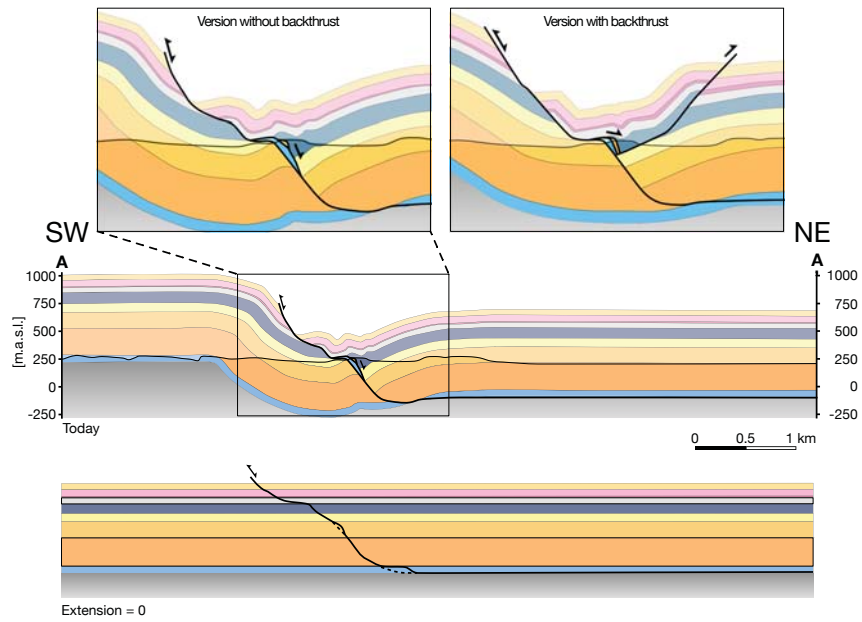 Version without backthrust
Version with backthrust
SW
NE
A
A
1000
750
500
250
0
-250
[m.a.s.l.]
1000
750
500
250
0
-250
Today
0 0.5 1 km
Extension = 0